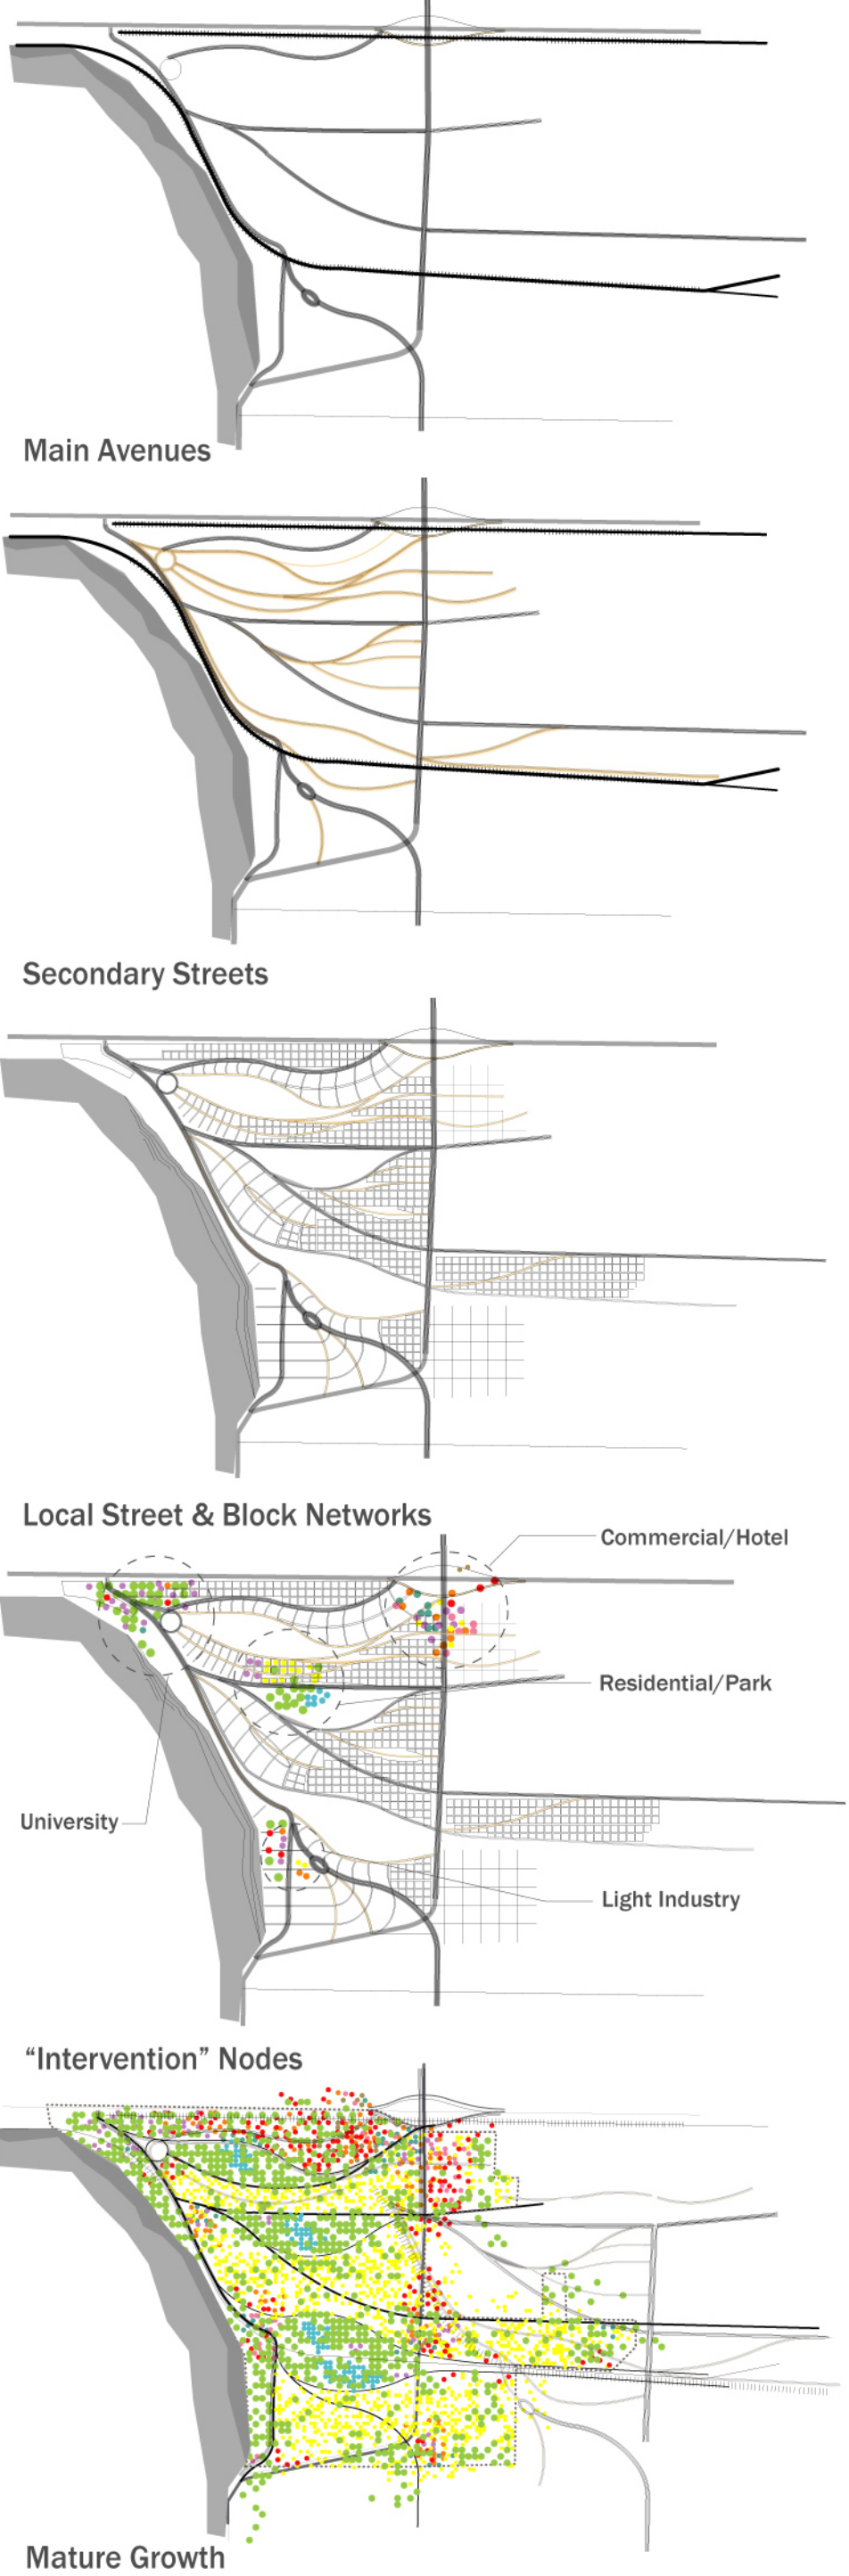 Main Avenues
Secondary Streets
Local Street & Block Networks
Commercial/Hotel
Residential/Park
University
Light Industry
“Intervention” Nodes
Mature Growth